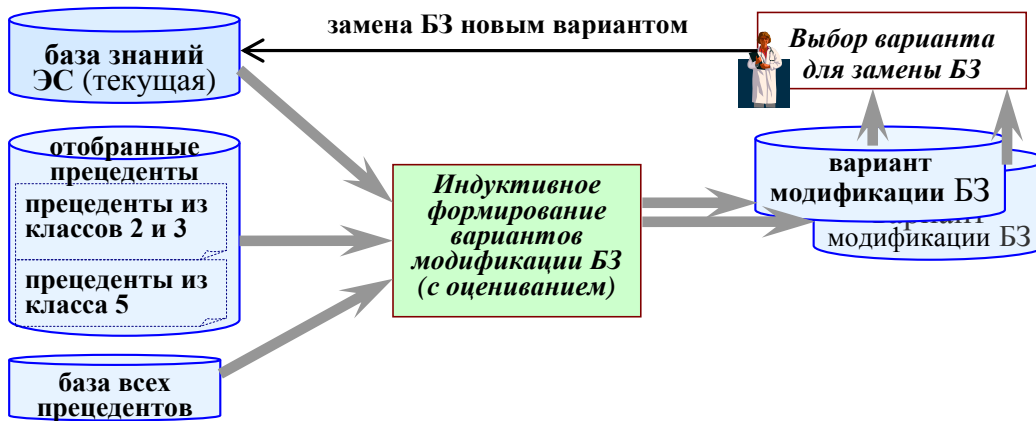 замена БЗ новым вариантом
база знаний
ЭС (текущая)
Выбор варианта
для замены БЗ
отобранные
прецеденты
прецеденты из
классов 2 и 3
прецеденты из
класса 5
база всех
прецедентов
Индуктивное
формирование
вариантов
модификации БЗ
(с оцениванием)
вариант
модификации БЗ
вариант
модификации БЗ